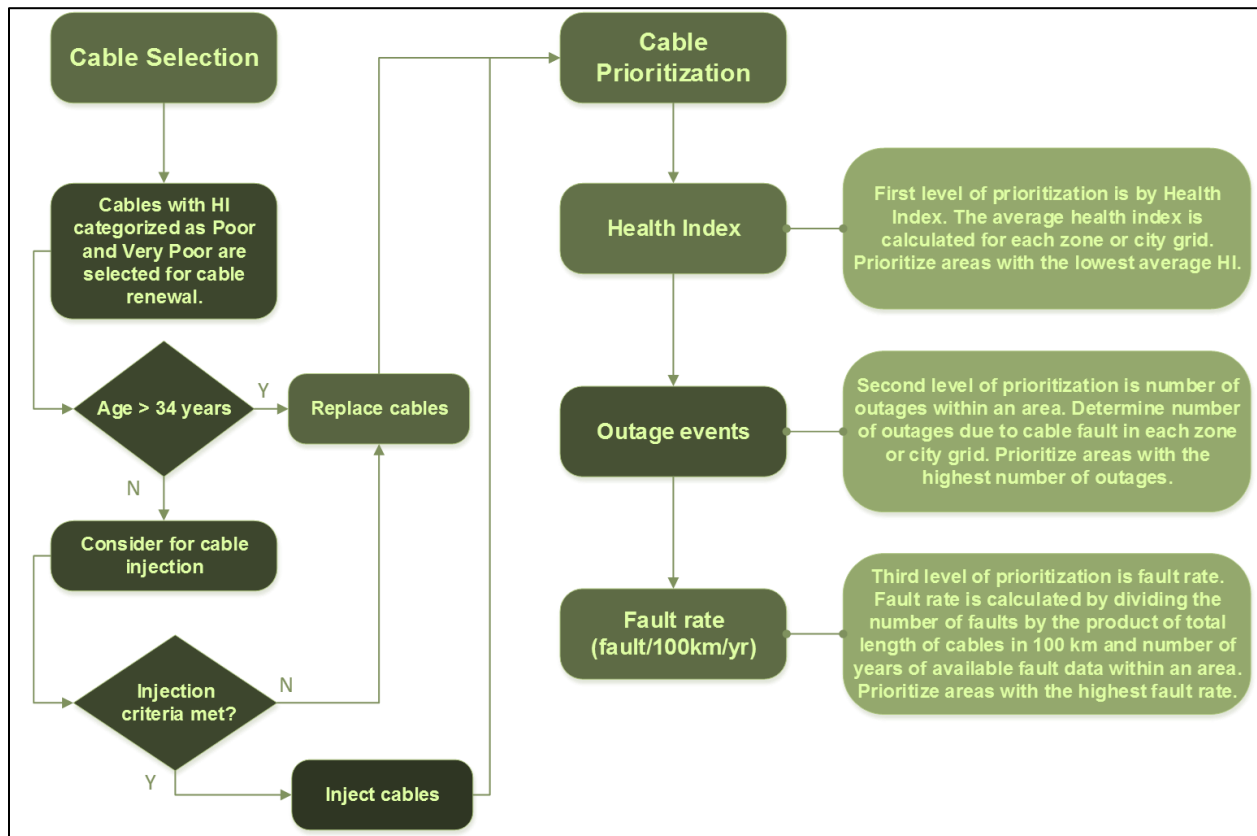 Cable Selection
Cables with HI
categorized as Poor
and Very Poor are
selected for cable
renewal.
Age > 34 years
Y
Replace cables
N
Consider for cable
injection
Injection
criteria met?
N
Y
Inject cables
Cable
Prioritization
Health Index
First level of prioritization is by Health
Index. The average health index is
calculated for each zone or city grid.
Prioritize areas with the lowest average HI.
Outage events
Second level of prioritization is number of
outages within an area. Determine number
of outages due to cable fault in each zone
or city grid. Prioritize areas with the
highest number of outages.
Fault rate
(fault/100km/yr)
Third level of prioritization is fault rate.
Fault rate is calculated by dividing the
number of faults by the product of total
length of cables in 100 km and number of
years of available fault data within an area.
Prioritize areas with the highest fault rate.